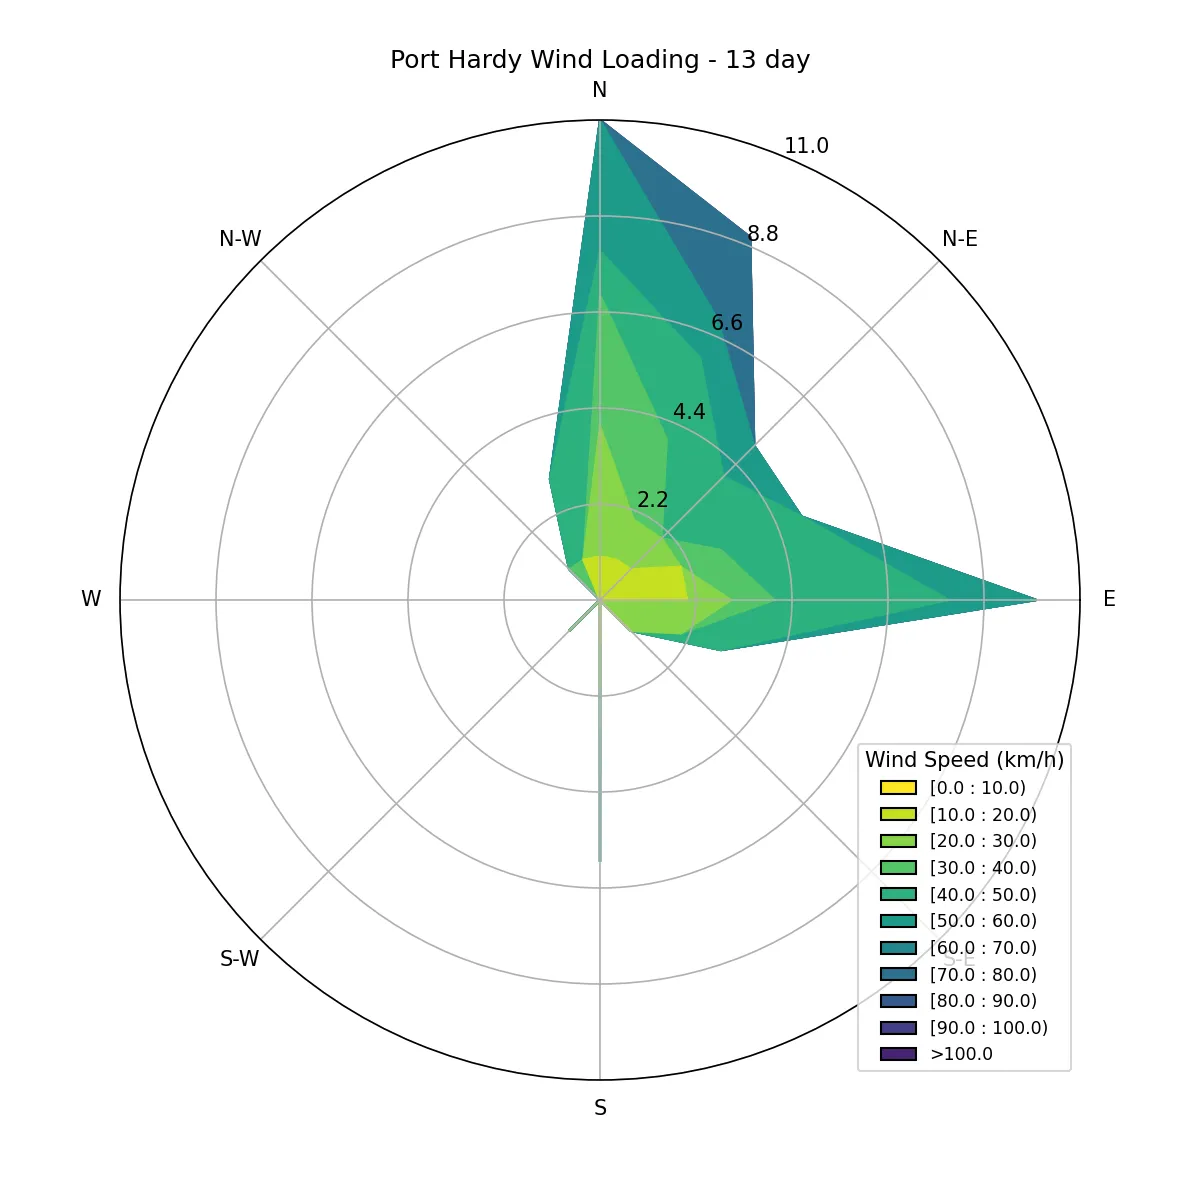 Port Hardy Wind Loading - 13 day
N
11.0
N-W
8.8
N-E
6.6
4.4
2.2
W
E
Wind Speed (km/h)
[0.0 : 10.0)
[10.0 : 20.0)
[20.0 : 30.0)
[30.0 : 40.0)
[40.0 : 50.0)
[50.0 : 60.0)
[60.0 : 70.0)
[70.0 : 80.0)
[80.0 : 90.0)
[90.0 : 100.0)
>100.0
S-W
S-E
S